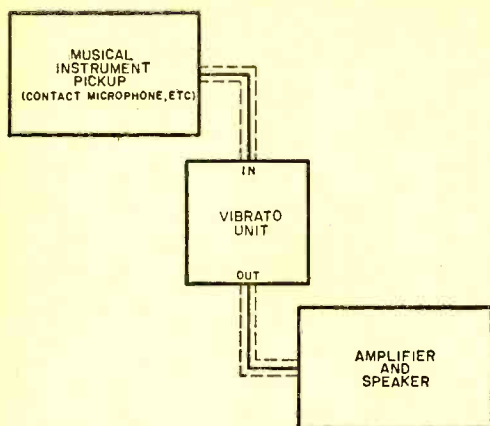 MUSICAL
INSTRUMENT
PICKUP
(CONTACT MICROPHONE, ETC)
IN
VIBRATO
UNIT
OUT
AMPLIFIER
AND
SPEAKER